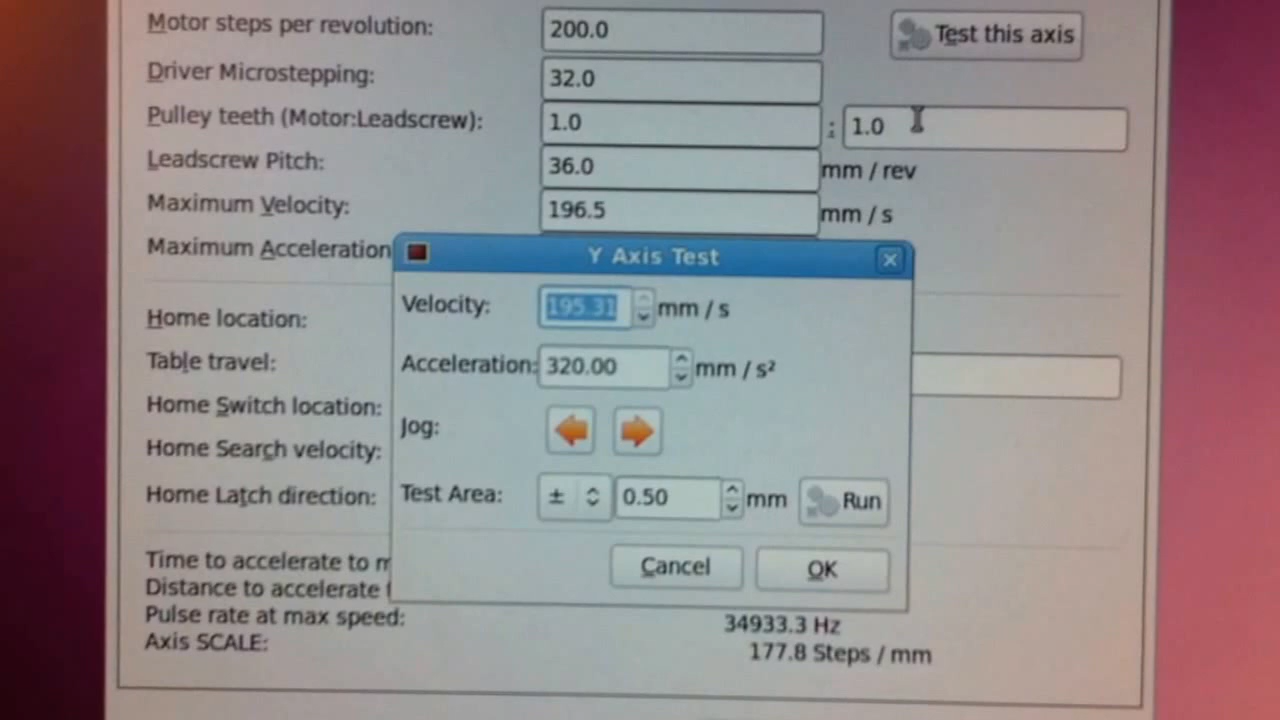 Motor steps per revolution: 200.0 Test this axis
Driver Microstepping: 32.0
Pulley teeth (Motor:Leadscrew): 1.0 : 1.0
Leadscrew Pitch: 36.0 mm / rev
Maximum Velocity: 196.5 mm / s
Maximum Acceleration
Y Axis Test
Velocity: 195.31 mm / s
Acceleration: 320.00 mm / s²
Jog:
Test Area: ± 0.50 mm Run
Cancel OK
Home location:
Table travel:
Home Switch location:
Home Search velocity:
Home Latch direction:
Time to accelerate to
Distance to accelerate
Pulse rate at max speed: 34933.3 Hz
Axis SCALE: 177.8 Steps / mm